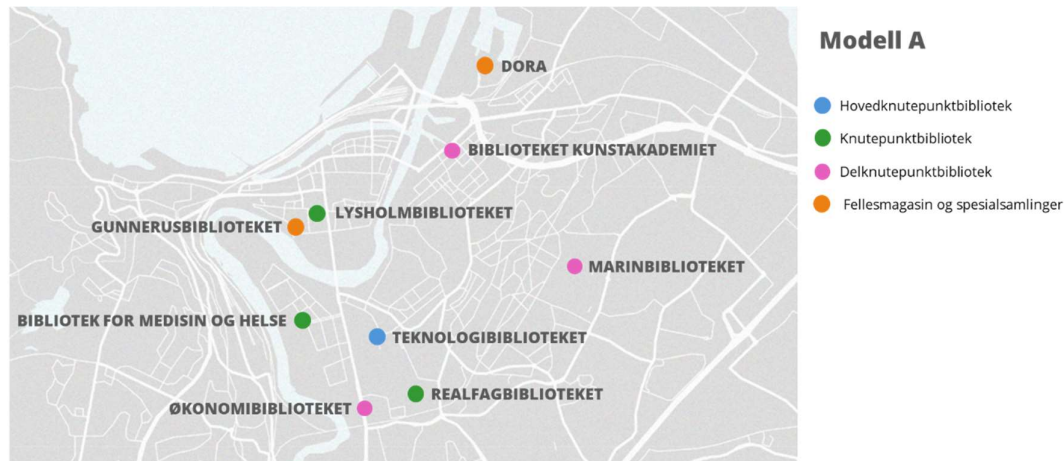 Modell A
DORA
Hovedknutepunktbibliotek
Knutepunktbibliotek
BIBLIOTEKET KUNSTAKADEMIET
Delknutepunktbibliotek
Fellesmagasin og spesialsamlinger
LYSHOLMBIBLIOTEKET
GUNNERUSBIBLIOTEKET
MARINBIBLIOTEKET
BIBLIOTEK FOR MEDISIN OG HELSE
TEKNOLOGIBIBLIOTEKET
REALFAGBIBLIOTEKET
ØKONOMIBIBLIOTEKET